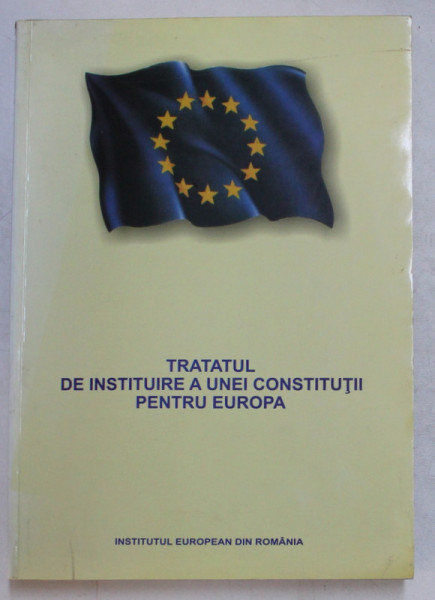 TRATATUL
DE INSTITUIRE A UNEI CONSTITUŢII
PENTRU EUROPA
INSTITUTUL EUROPEAN DIN ROMÂNIA